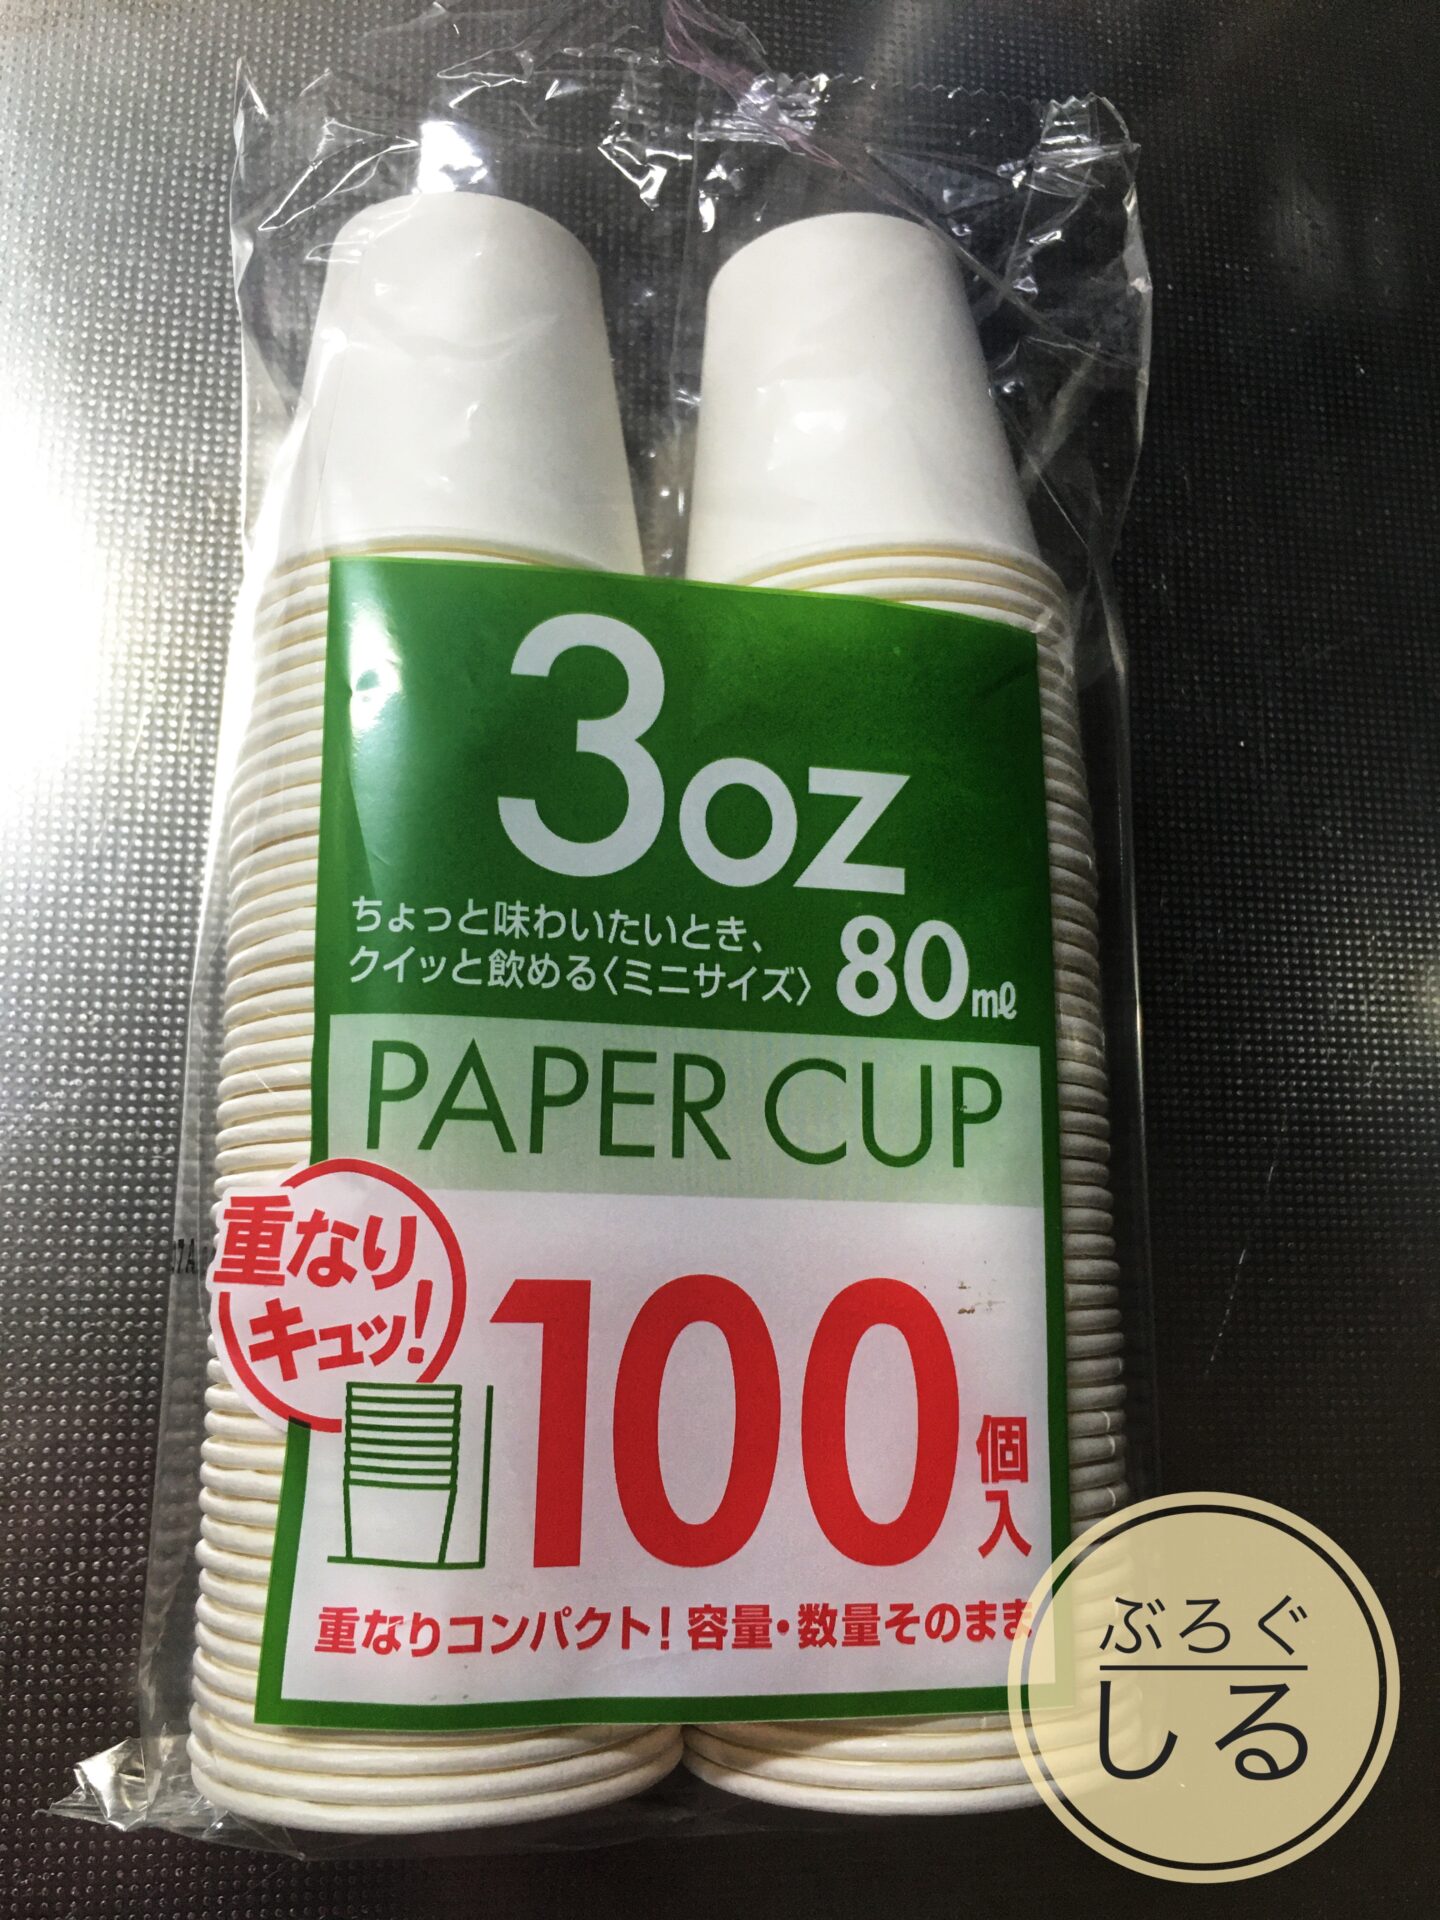 3oz
ちょっと味わいたいとき、
クイッと飲める〈ミニサイズ〉
80ml
PAPER CUP
重なり
キュッ!
100
個入
重なりコンパクト! 容量・数量そのまま
ぶろぐ
しる